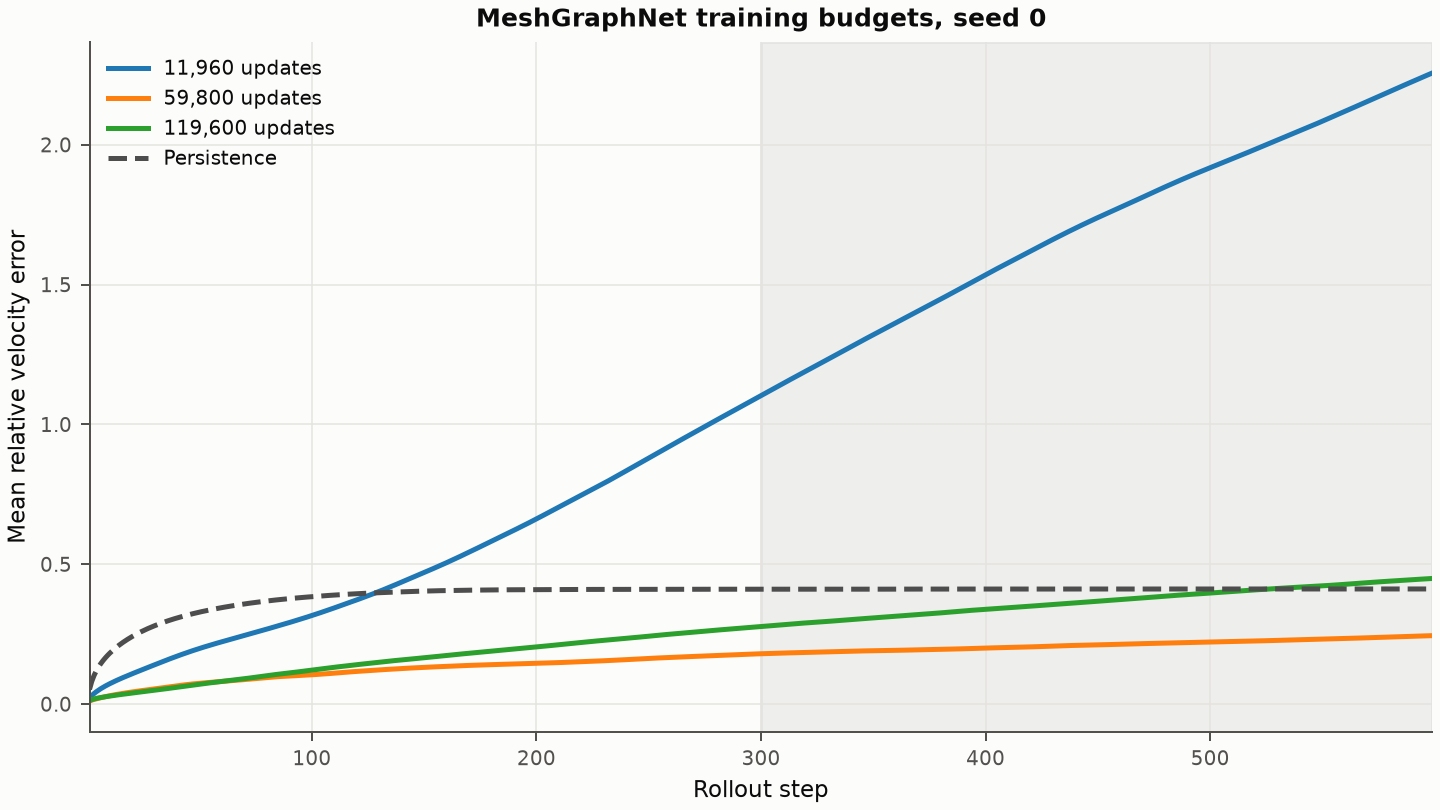 MeshGraphNet training budgets, seed 0
11,960 updates
59,800 updates
119,600 updates
Persistence
Mean relative velocity error
2.0
1.5
1.0
0.5
0.0
100 200 300 400 500
Rollout step